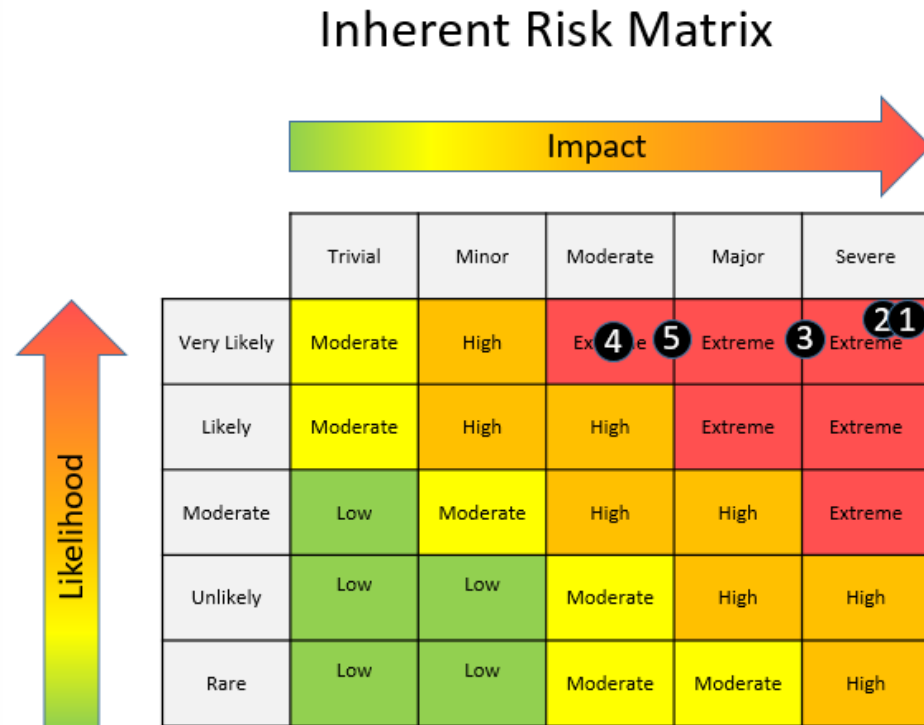 Inherent Risk Matrix
Impact
Trivial Minor Moderate Major Severe
Very Likely Moderate High Ex 4 e 5 Extreme 3 Extreme 2 1
Likely Moderate High High Extreme Extreme
Moderate Low Moderate High High Extreme
Unlikely Low Low Moderate High High
Rare Low Low Moderate Moderate High
Likelihood